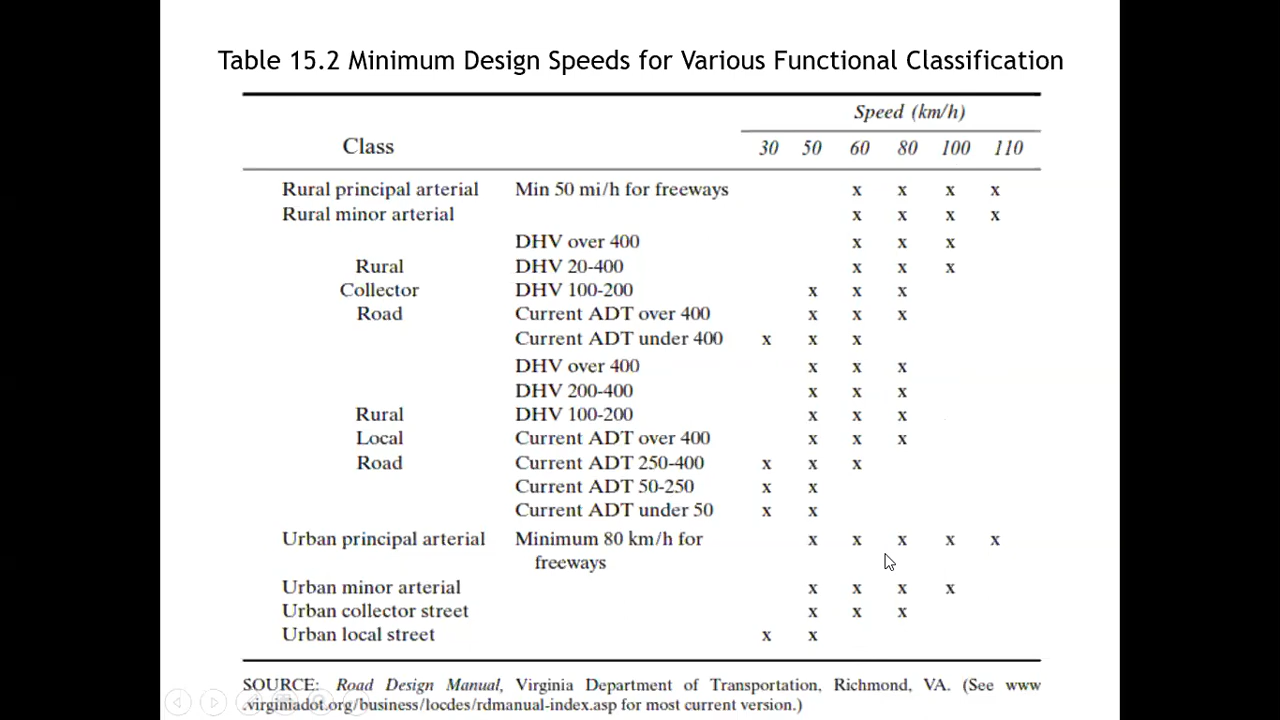 Table 15.2 Minimum Design Speeds for Various Functional Classification
Speed (km/h)
Class 30 50 60 80 100 110
Rural principal arterial Min 50 mi/h for freeways x x x x
Rural minor arterial x x x x
DHV over 400 x x x
Rural DHV 20-400 x x x
Collector DHV 100-200 x x x
Road Current ADT over 400 x x x
Current ADT under 400 x x x
DHV over 400 x x x
DHV 200-400 x x x
Rural DHV 100-200 x x x
Local Current ADT over 400 x x x
Road Current ADT 250-400 x x x
Current ADT 50-250 x x
Current ADT under 50 x x
Urban principal arterial Minimum 80 km/h for x x x x x
freeways
Urban minor arterial x x x x
Urban collector street x x x
Urban local street x x
SOURCE: Road Design Manual, Virginia Department of Transportation, Richmond, VA. (See www
.virginiadot.org/business/locdes/rdmanual-index.asp for most current version.)